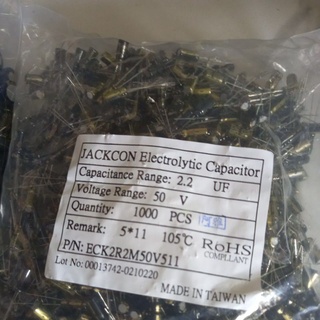 JACKCON Electrolytic Capacitor
Capacitance Range: 2.2 UF
Voltage Range: 50 V
Quantity: 1000 PCS
Remark: 5*11 105℃ RoHS
COMPLIANT
P/N: ECK2R2M50V511
Lot No: 00013742-0210220
MADE IN TAIWAN